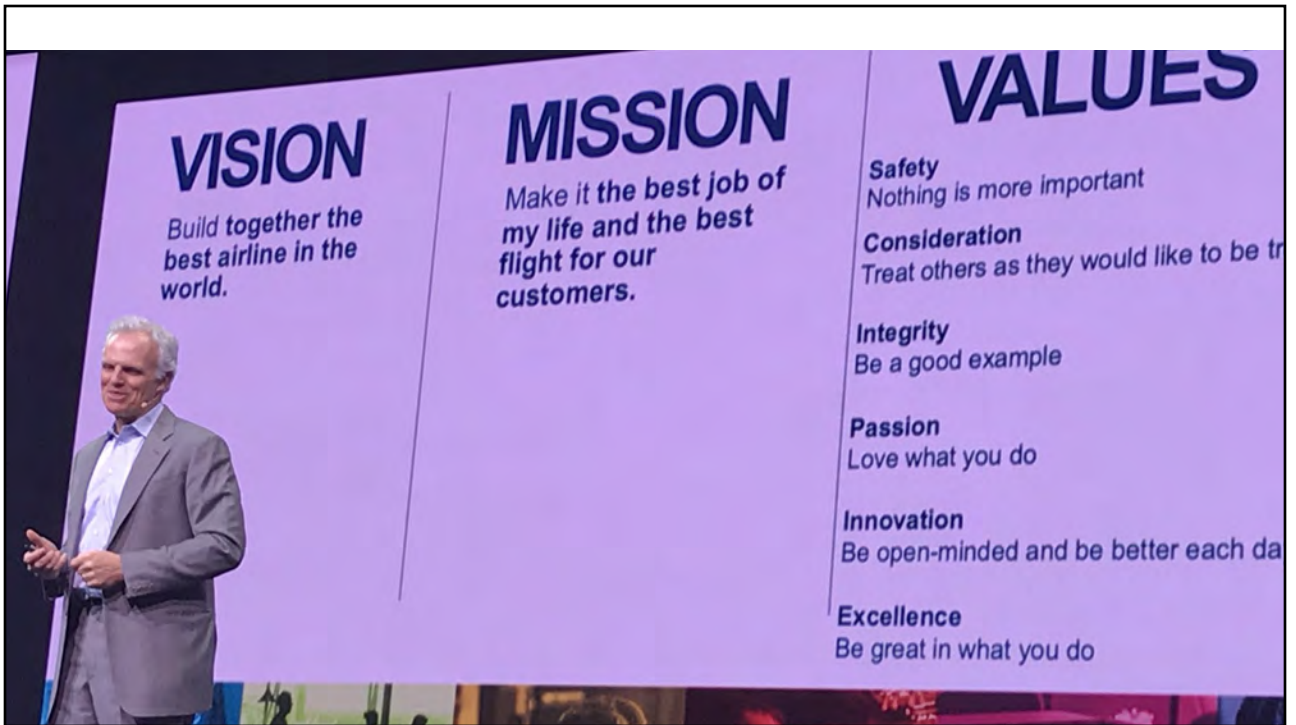 VISION
Build together the
best airline in the
world.
MISSION
Make it the best job of
my life and the best
flight for our
customers.
VALUES
Safety
Nothing is more important
Consideration
Treat others as they would like to be tr
Integrity
Be a good example
Passion
Love what you do
Innovation
Be open-minded and be better each da
Excellence
Be great in what you do